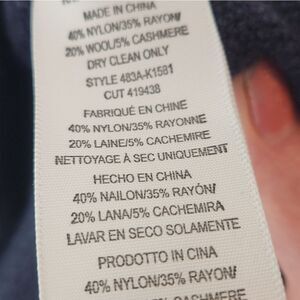 MADE IN CHINA
40% NYLON/35% RAYON/
20% WOOL/5% CASHMERE
DRY CLEAN ONLY
STYLE 483A-K1581
CUT 419438
FABRIQUÉ EN CHINE
40% NYLON/35% RAYONNE
20% LAINE/5% CACHEMIRE
NETTOYAGE À SEC UNIQUEMENT
HECHO EN CHINA
40% NAILON/35% RAYÓN/
20% LANA/5% CACHEMIRA
LAVAR EN SECO SOLAMENTE
PRODOTTO IN CINA
40% NYLON/35% RAYON/
5% CASHMERE